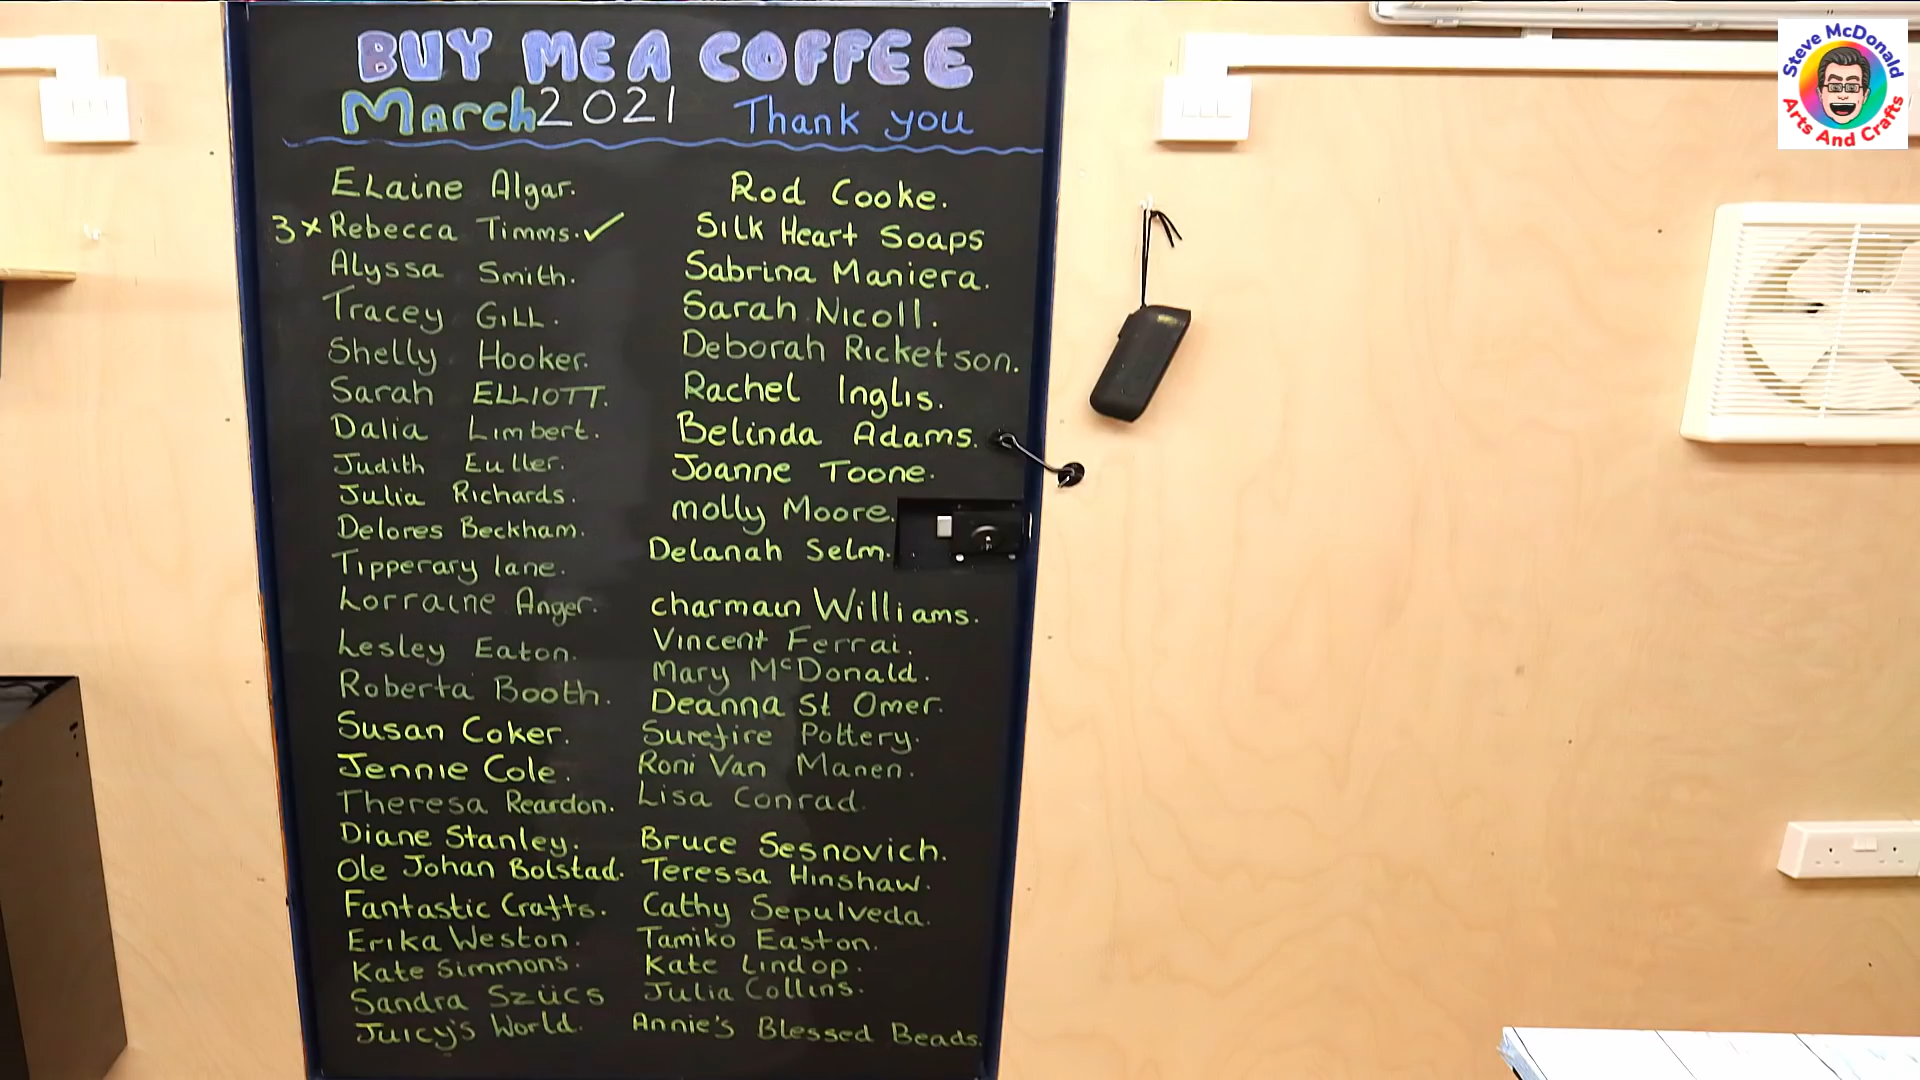 BUY ME A COFFEE
March 2021 Thank you
ELaine Algar.
3x Rebecca Timms. ✓
Alyssa Smith.
Tracey GILL.
Shelly Hooker.
Sarah ELLIOTT.
Dalia Limbert.
Judith Euller.
Julia Richards.
Delores Beckham.
Tipperary lane.
Lorraine Anger.
Lesley Eaton.
Roberta Booth.
Susan Coker.
Jennie Cole.
Theresa Reardon.
Diane Stanley.
Ole Johan Bolstad.
Fantastic Crafts.
Erika Weston.
Kate Simmons.
Sandra Szücs
Juicy's World.
Rod Cooke.
Silk Heart Soaps
Sabrina Maniera.
Sarah Nicoll.
Deborah Ricketson.
Rachel Inglis.
Belinda Adams.
Joanne Toone.
molly Moore.
Delanah Selm.
charmain Williams.
Vincent Ferrai.
Mary McDonald.
Deanna St Omer.
Surefire Pottery.
Roni Van Manen.
Lisa Conrad.
Bruce Sesnovich.
Teressa Hinshaw.
Cathy Sepulveda.
Tamiko Easton.
Kate Lindop.
Julia Collins.
Annie's Blessed Beads.
Steve McDonald
Arts And Crafts